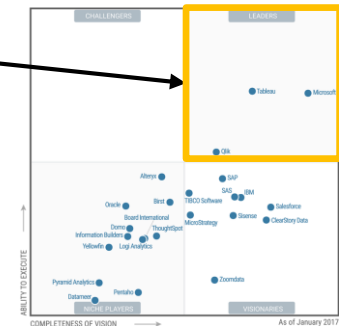 CHALLENGERS
LEADERS
Tableau
Microsoft
Qlik
Alteryx
SAP
SAS
IBM
Oracle
Birst
TIBCO Software
Salesforce
Board International
MicroStrategy
Sisense
ClearStory Data
Domo
ThoughtSpot
Information Builders
Yellowfin
Logi Analytics
Zoomdata
Pyramid Analytics
Pentaho
Datameer
NICHE PLAYERS
VISIONARIES
ABILITY TO EXECUTE
COMPLETENESS OF VISION
As of January 2017